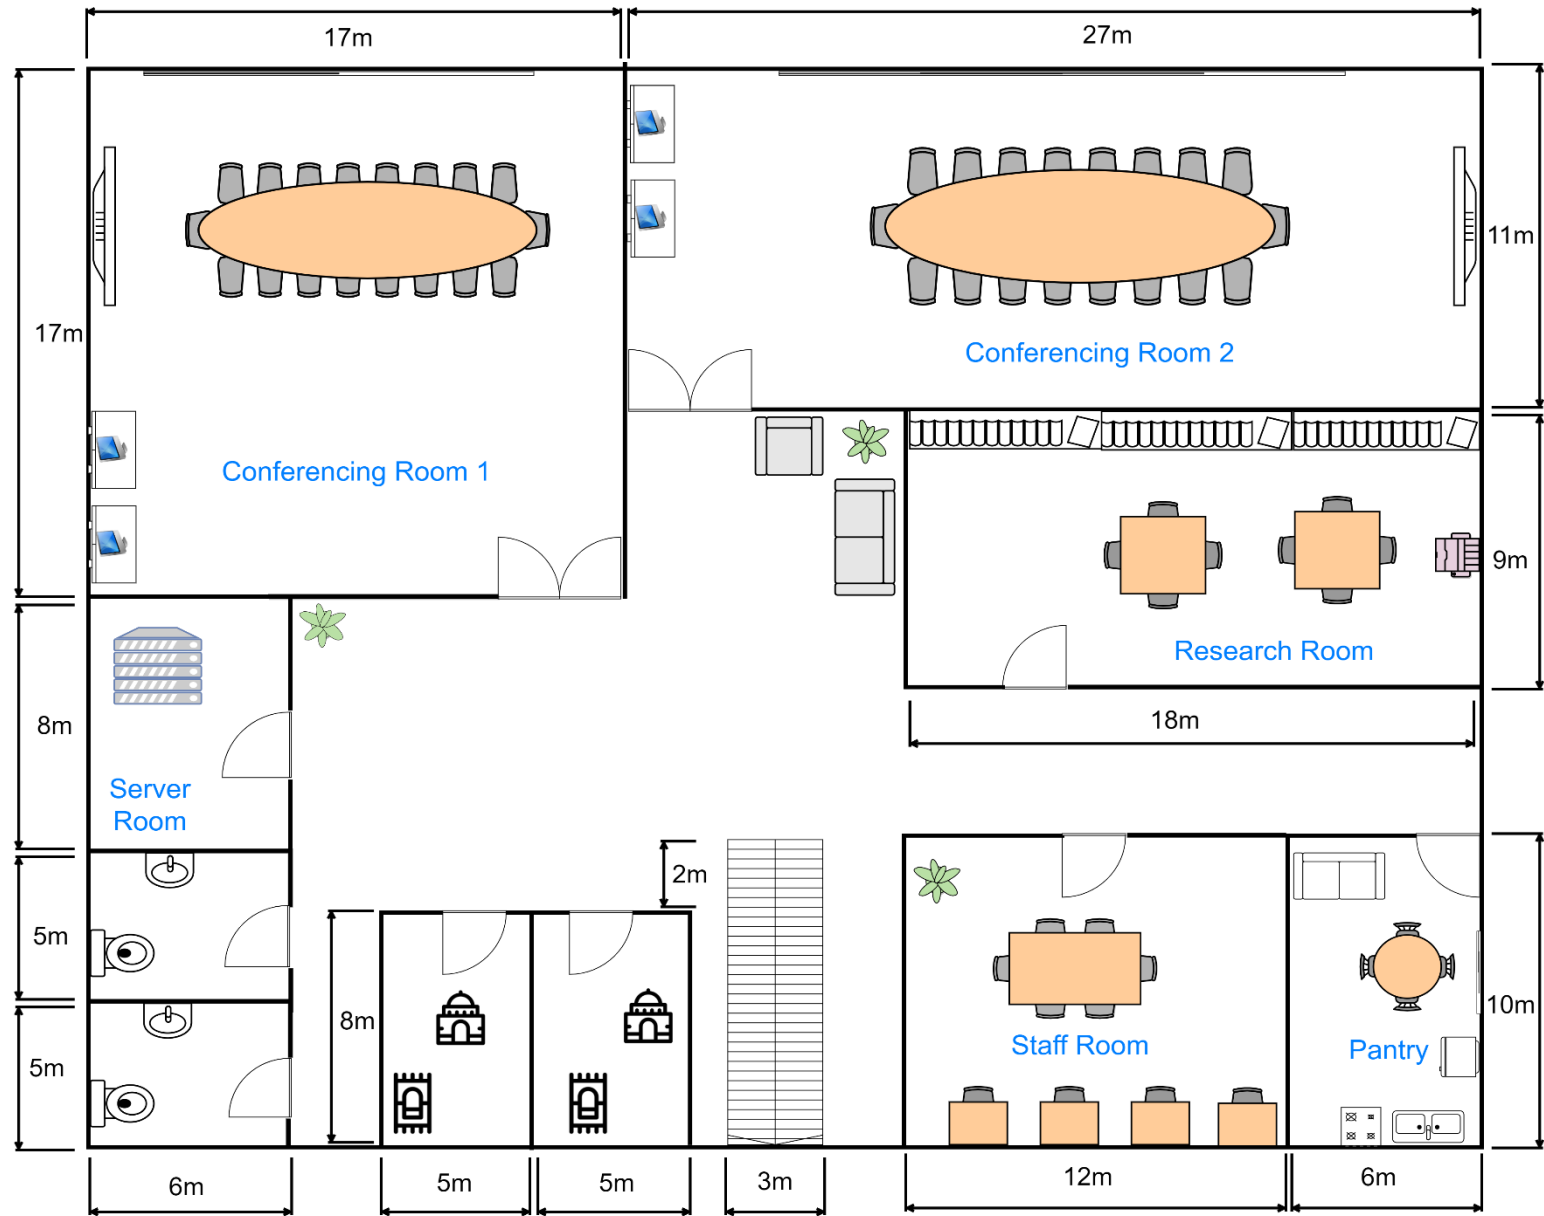 17m
27m
17m
11m
Conferencing Room 2
Conferencing Room 1
9m
Research Room
18m
8m
Server
Room
2m
5m
8m
10m
Staff Room
Pantry
5m
6m
5m
5m
3m
12m
6m